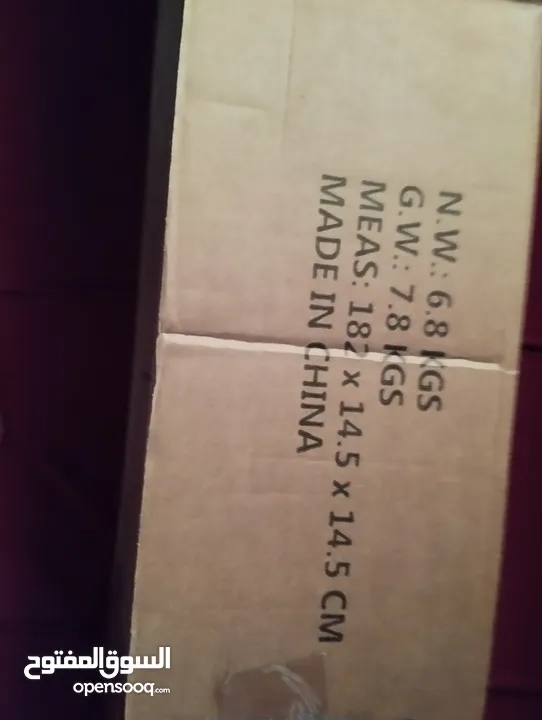 N.W.: 6.8 KGS
G.W.: 7.8 KGS
MEAS: 182 x 14.5 x 14.5 CM
MADE IN CHINA
السوق المفتوح
opensooq.com